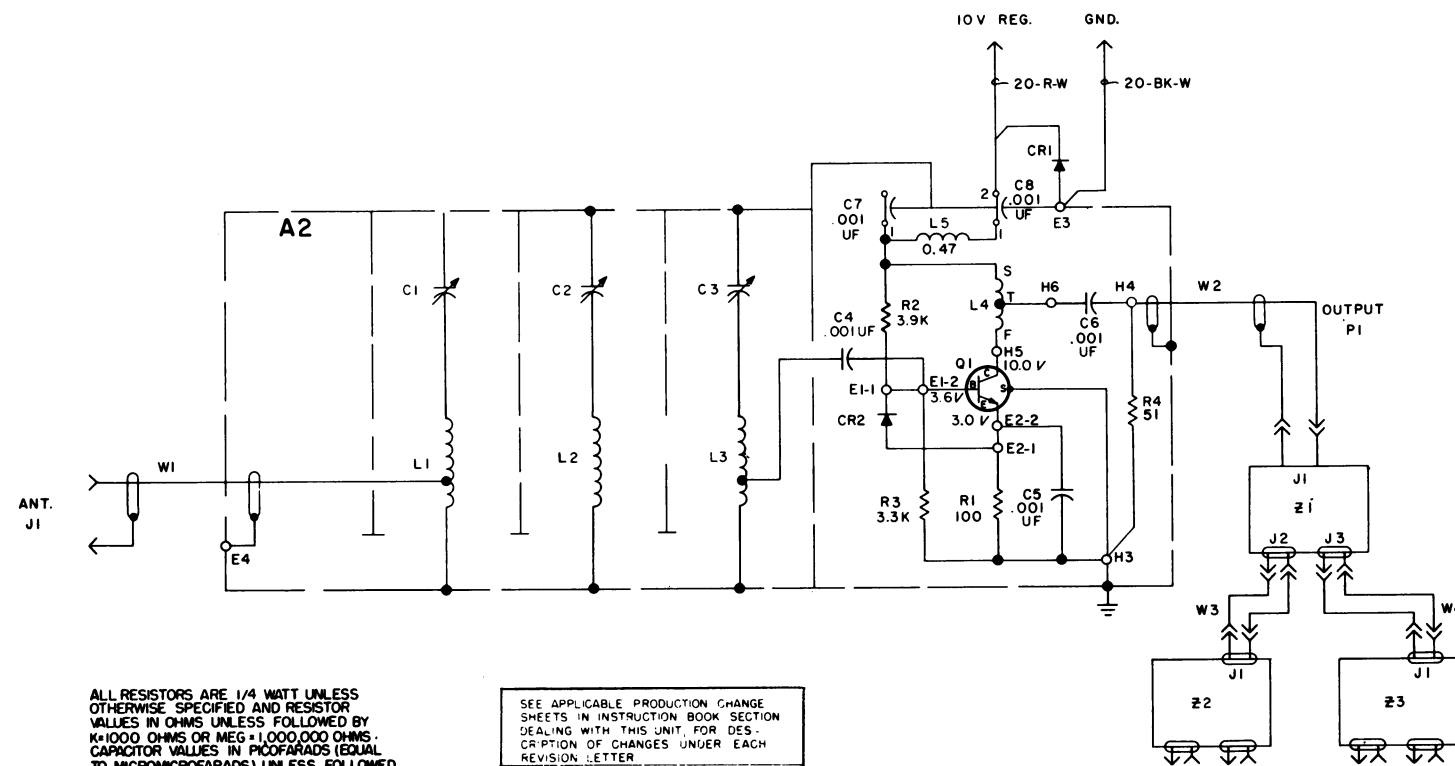 10V REG.
GND.
20-R-W
20-BK-W
CR1
A2
C7
.001
UF
1
2
C8
.001
UF
1
E3
L5
0.47
C1
C2
C3
C4
.001UF
R2
3.9K
S
L4
T
F
H6
C6
.001
UF
H4
W2
OUTPUT
P1
H5
10.0 V
Q1
C
B
S
E
E1-1
E1-2
3.6V
3.0 V
CR2
E2-2
E2-1
R4
51
L1
L2
L3
W1
ANT.
J1
E4
R3
3.3K
R1
100
C5
.001
UF
H3
J1
Z1
J2
J3
W3
J1
Z2
J1
Z3
ALL RESISTORS ARE 1/4 WATT UNLESS
OTHERWISE SPECIFIED AND RESISTOR
VALUES IN OHMS UNLESS FOLLOWED BY
K=1000 OHMS OR MEG = 1,000,000 OHMS.
CAPACITOR VALUES IN PICOFARADS (EQUAL
TO MICROMICROFARADS) UNLESS FOLLOWED
SEE APPLICABLE PRODUCTION CHANGE
SHEETS IN INSTRUCTION BOOK SECTION
DEALING WITH THIS UNIT, FOR DES-
CRIPTION OF CHANGES UNDER EACH
REVISION LETTER